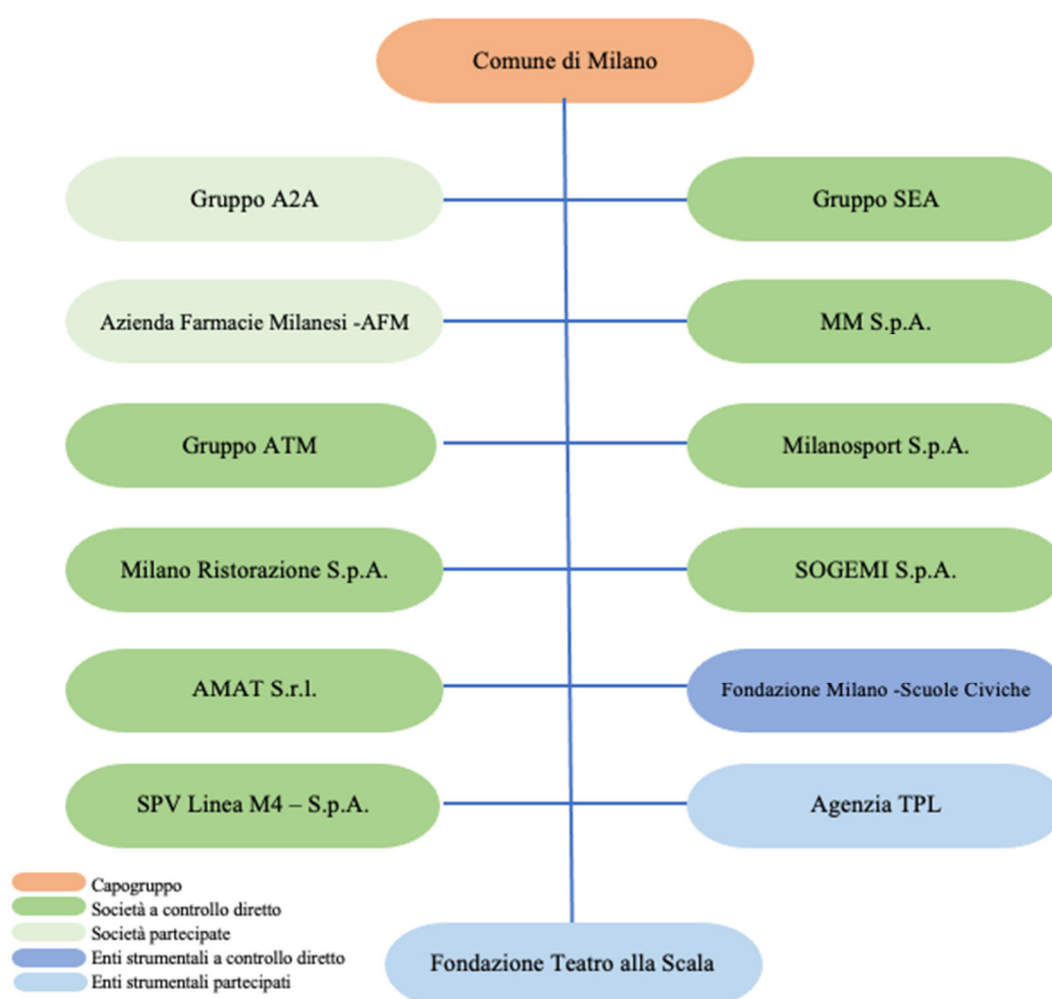 Comune di Milano
Gruppo A2A
Gruppo SEA
Azienda Farmacie Milanesi -AFM
MM S.p.A.
Gruppo ATM
Milanosport S.p.A.
Milano Ristorazione S.p.A.
SOGEMI S.p.A.
AMAT S.r.l.
Fondazione Milano -Scuole Civiche
SPV Linea M4 – S.p.A.
Agenzia TPL
Capogruppo
Società a controllo diretto
Società partecipate
Enti strumentali a controllo diretto
Enti strumentali partecipati
Fondazione Teatro alla Scala